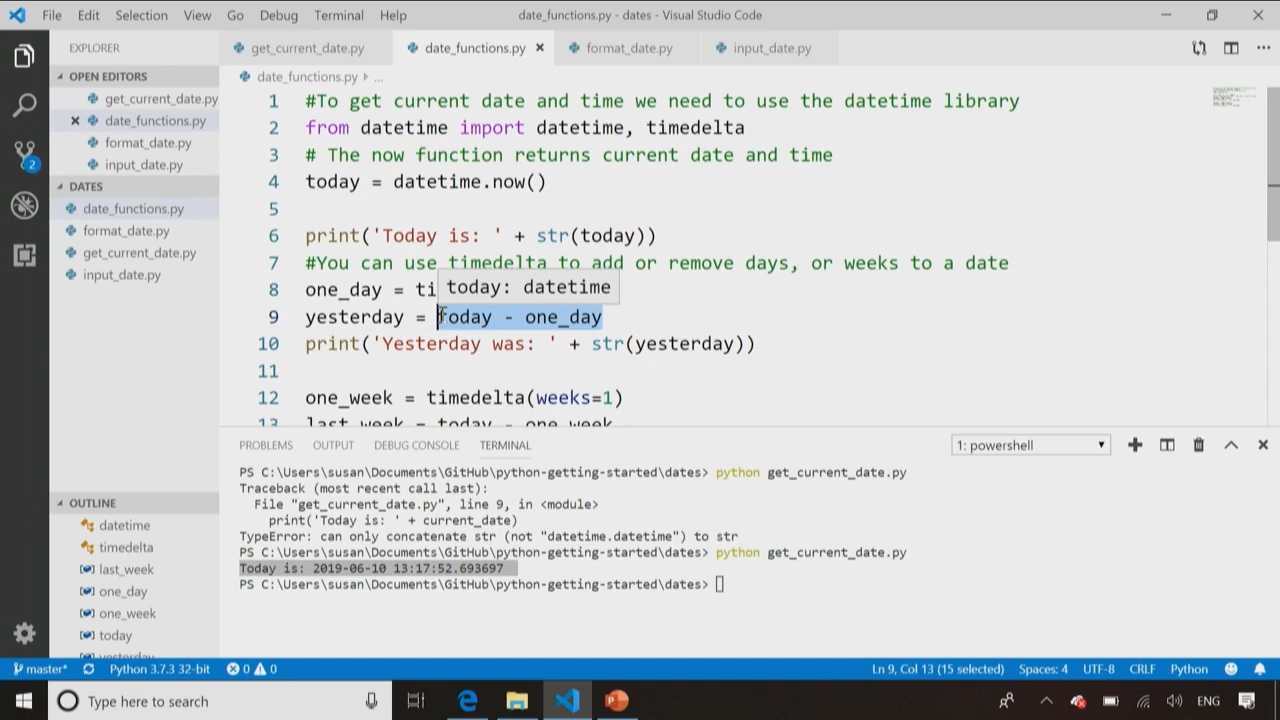 File Edit Selection View Go Debug Terminal Help date_functions.py - dates - Visual Studio Code
EXPLORER
OPEN EDITORS
get_current_date.py
date_functions.py
format_date.py
input_date.py
DATES
date_functions.py
format_date.py
get_current_date.py
input_date.py
OUTLINE
datetime
timedelta
last_week
one_day
one_week
today
yesterday
get_current_date.py date_functions.py format_date.py input_date.py
date_functions.py ...
1 #To get current date and time we need to use the datetime library
2 from datetime import datetime, timedelta
3 # The now function returns current date and time
4 today = datetime.now()
5
6 print('Today is: ' + str(today))
7 #You can use timedelta to add or remove days, or weeks to a date
8 one_day = ti
today: datetime
9 yesterday = today - one_day
10 print('Yesterday was: ' + str(yesterday))
11
12 one_week = timedelta(weeks=1)
13 last_week = today - one_week
PROBLEMS OUTPUT DEBUG CONSOLE TERMINAL 1: powershell
PS C:\Users\susan\Documents\GitHub\python-getting-started\dates> python get_current_date.py
Traceback (most recent call last):
File "get_current_date.py", line 9, in <module>
print('Today is: ' + current_date)
TypeError: can only concatenate str (not "datetime.datetime") to str
PS C:\Users\susan\Documents\GitHub\python-getting-started\dates> python get_current_date.py
Today is: 2019-06-10 13:17:52.693697
PS C:\Users\susan\Documents\GitHub\python-getting-started\dates>
2
master* Python 3.7.3 32-bit 0 0 Ln 9, Col 13 (15 selected) Spaces: 4 UTF-8 CRLF Python
Type here to search ENG